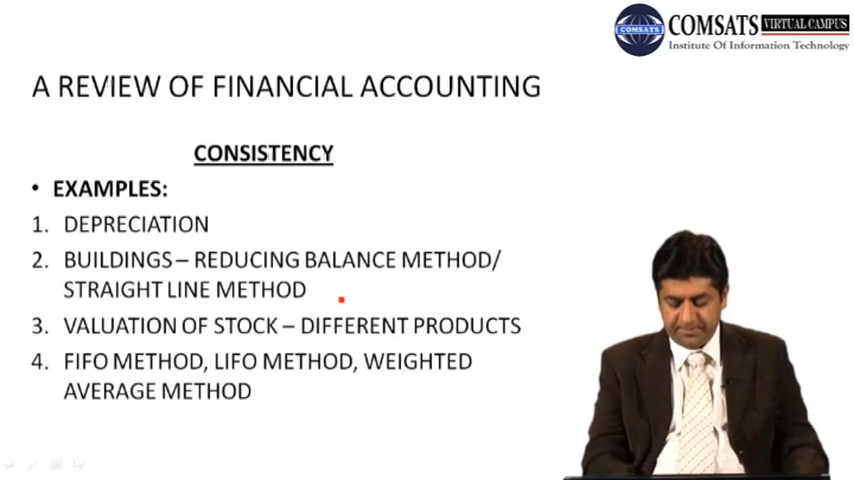 COMSATS VIRTUAL CAMPUS
Institute Of Information Technology
COMSATS
A REVIEW OF FINANCIAL ACCOUNTING
CONSISTENCY
• EXAMPLES:
1. DEPRECIATION
2. BUILDINGS – REDUCING BALANCE METHOD/
STRAIGHT LINE METHOD
3. VALUATION OF STOCK – DIFFERENT PRODUCTS
4. FIFO METHOD, LIFO METHOD, WEIGHTED
AVERAGE METHOD